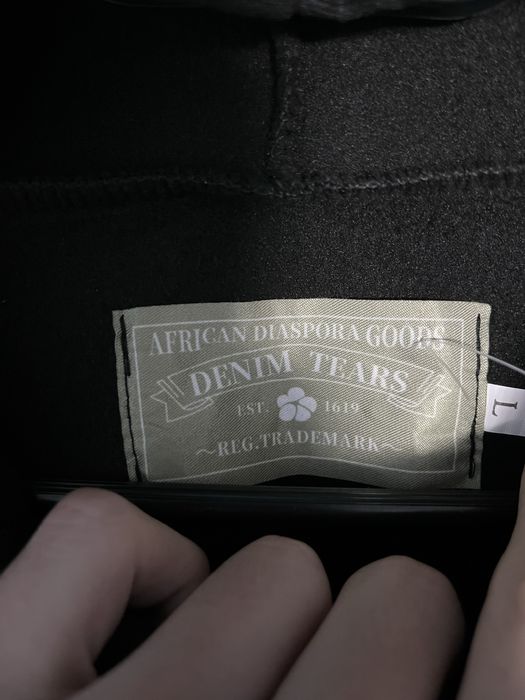 AFRICAN DIASPORA GOODS
DENIM TEARS
EST. 1619
~REG.TRADEMARK~
L